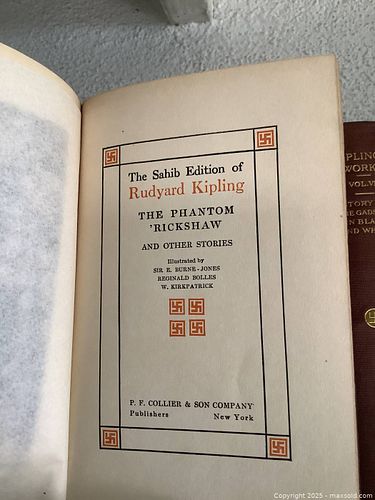 The Sahib Edition of
Rudyard Kipling
THE PHANTOM
'RICKSHAW
AND OTHER STORIES
Illustrated by
SIR E. BURNE-JONES
REGINALD BOLLES
W. KIRKPATRICK
P. F. COLLIER & SON COMPANY
Publishers New York
VOL.
Copyright 2025 - maxsold.com